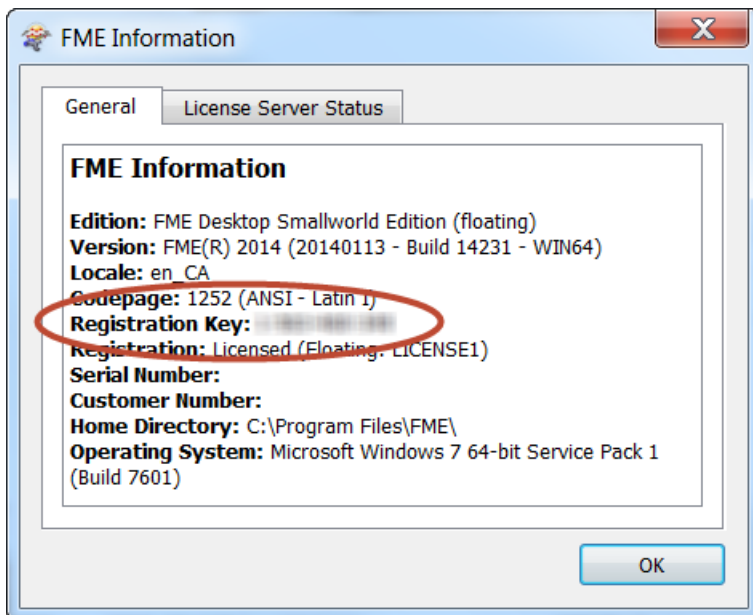 FME Information
General
License Server Status
FME Information
Edition: FME Desktop Smallworld Edition (floating)
Version: FME(R) 2014 (20140113 - Build 14231 - WIN64)
Locale: en_CA
Codepage: 1252 (ANSI - Latin I)
Registration Key:
Registration: Licensed (Floating: LICENSE1)
Serial Number:
Customer Number:
Home Directory: C:\Program Files\FME\
Operating System: Microsoft Windows 7 64-bit Service Pack 1
(Build 7601)
OK